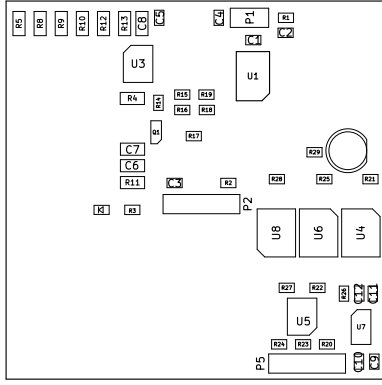 R5 R8 R9 R10 R12 R13 C8 C5 C4 P1 R1
C1 C2
U3 U1
R4 R14 R15 R19
R16 R18
Q1 R17
C7 R29
C6
R11 C3 R2 R28 R25 R21
R3 P2
U8 U6 U4
R27 R22 R26 C12 C11
U5 U7
R24 R23 R20
P5 C10 C9